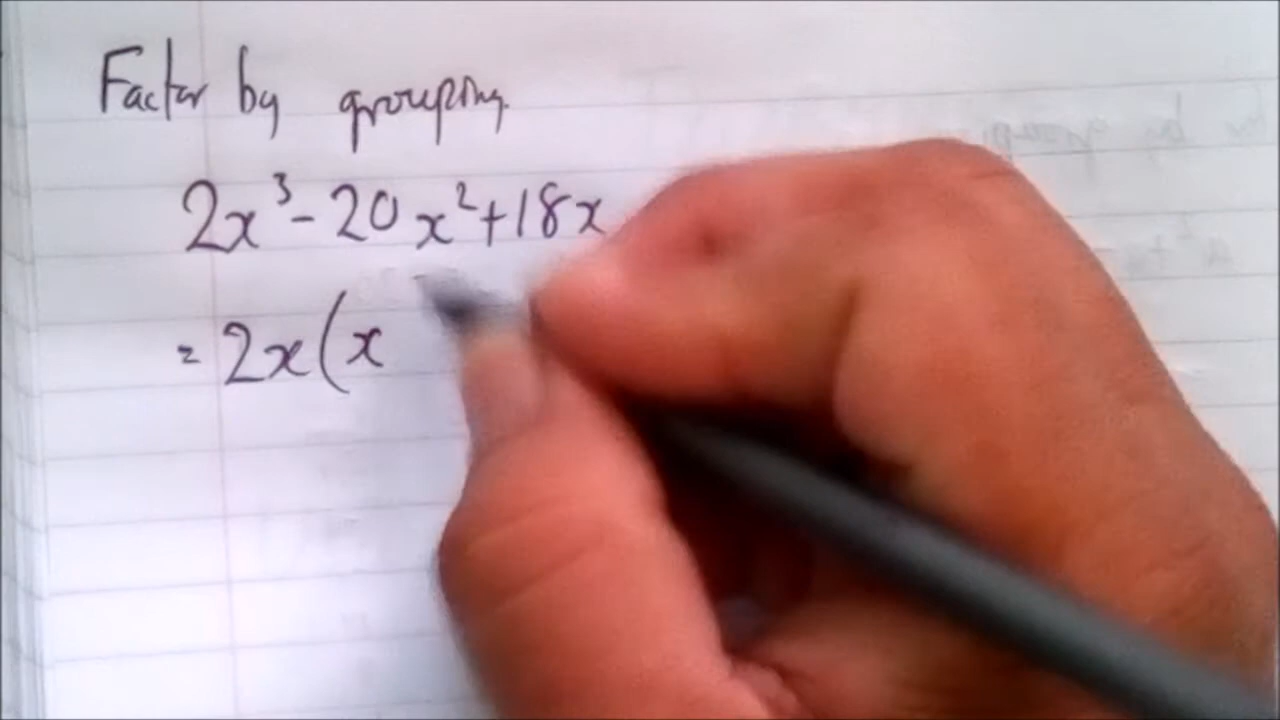 Factor by grouping.
2x³-20x²+18x
= 2x(x